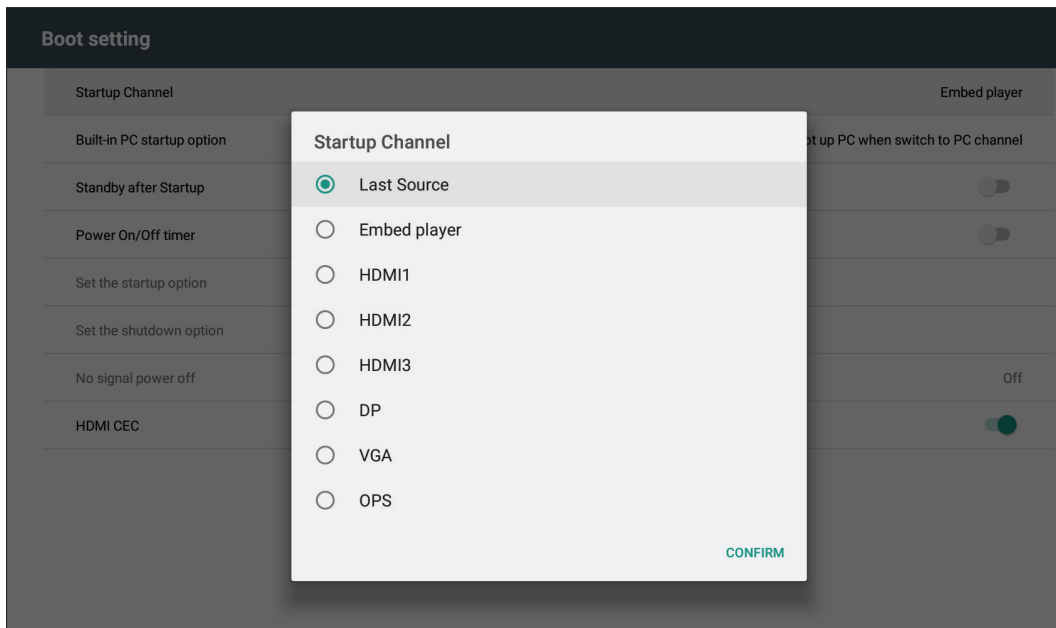 Boot setting
Startup Channel Embed player
Built-in PC startup option up PC when switch to PC channel
Standby after Startup
Power On/Off timer
Set the startup option
Set the shutdown option
No signal power off Off
HDMI CEC
Startup Channel
Last Source
Embed player
HDMI1
HDMI2
HDMI3
DP
VGA
OPS
CONFIRM